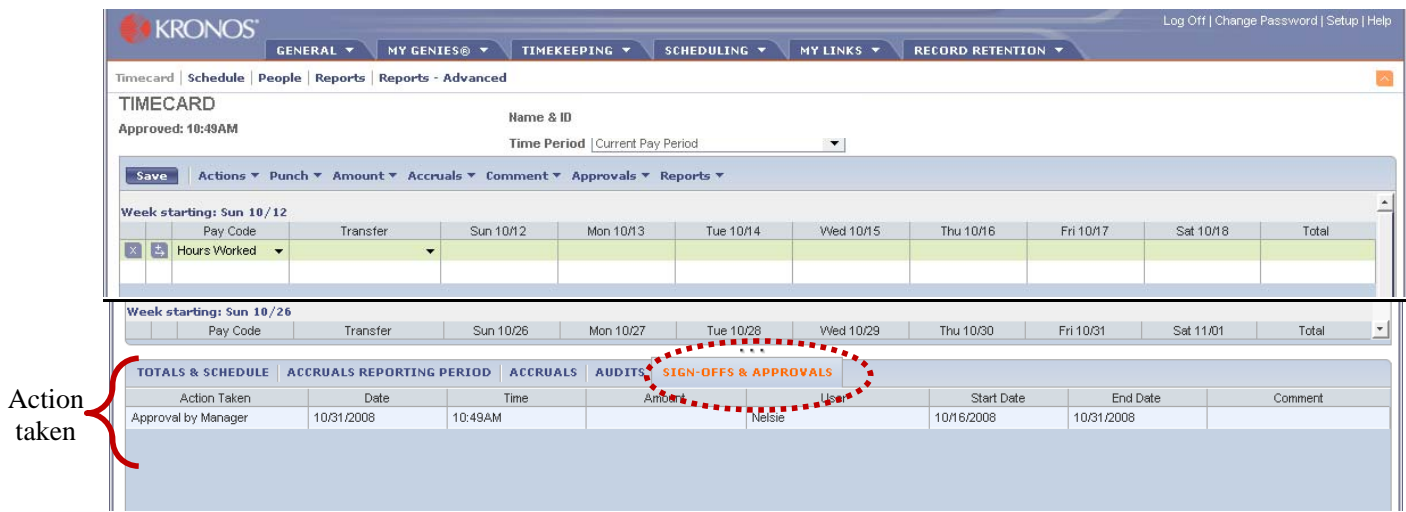 KRONOS®
Log Off | Change Password | Setup | Help
GENERAL MY GENIES® TIMEKEEPING SCHEDULING MY LINKS RECORD RETENTION
Timecard | Schedule | People | Reports | Reports - Advanced
TIMECARD
Approved: 10:49AM
Name & ID
Time Period Current Pay Period
Save Actions Punch Amount Accruals Comment Approvals Reports
Week starting: Sun 10/12
Pay Code Transfer Sun 10/12 Mon 10/13 Tue 10/14 Wed 10/15 Thu 10/16 Fri 10/17 Sat 10/18 Total
Hours Worked
Week starting: Sun 10/26
Pay Code Transfer Sun 10/26 Mon 10/27 Tue 10/28 Wed 10/29 Thu 10/30 Fri 10/31 Sat 11/01 Total
TOTALS & SCHEDULE ACCRUALS REPORTING PERIOD ACCRUALS AUDITS SIGN-OFFS & APPROVALS
Action Taken Date Time Amount User Start Date End Date Comment
Approval by Manager 10/31/2008 10:49AM Nelsie 10/16/2008 10/31/2008
Action
taken